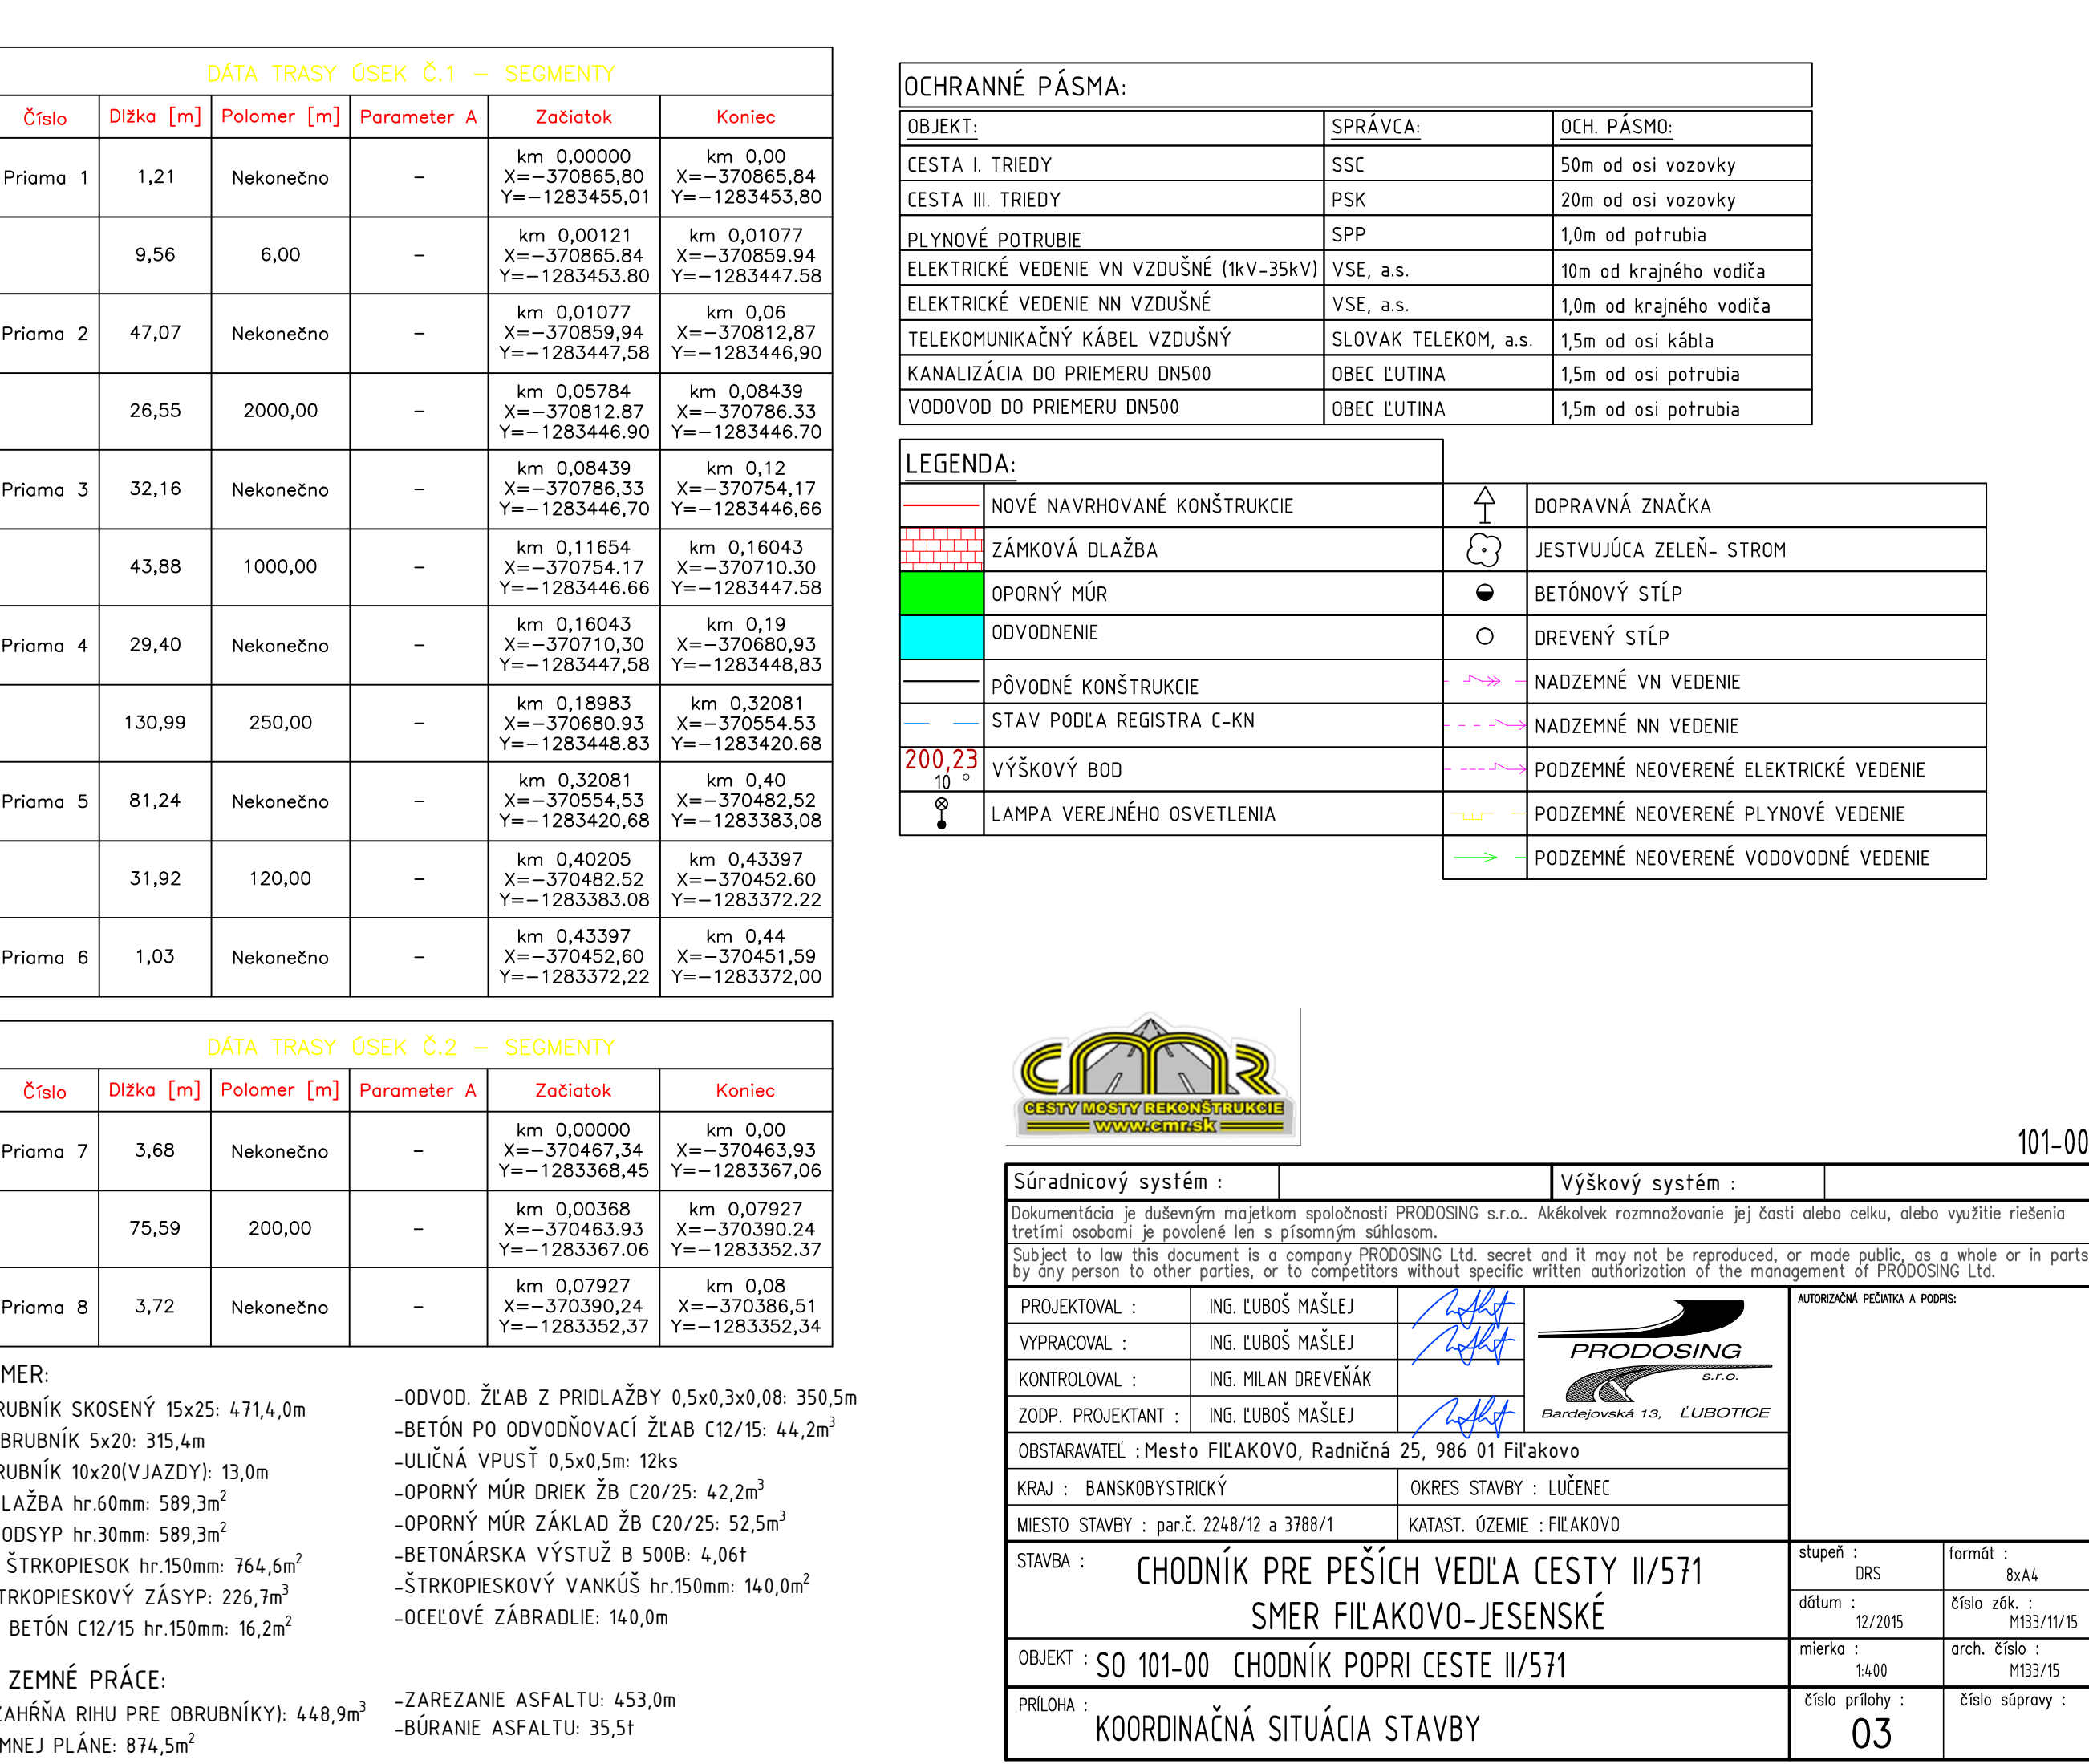 DÁTA TRASY ÚSEK Č.1 – SEGMENTY
Číslo Dĺžka [m] Polomer [m] Parameter A Začiatok Koniec
Priama 1 1,21 Nekonečno – km 0,00000 X=–370865,80 Y=–1283455,01 km 0,00 X=–370865,84 Y=–1283453,80
9,56 6,00 – km 0,00121 X=–370865.84 Y=–1283453.80 km 0,01077 X=–370859.94 Y=–1283447.58
Priama 2 47,07 Nekonečno – km 0,01077 X=–370859,94 Y=–1283447,58 km 0,06 X=–370812,87 Y=–1283446,90
26,55 2000,00 – km 0,05784 X=–370812.87 Y=–1283446.90 km 0,08439 X=–370786.33 Y=–1283446.70
Priama 3 32,16 Nekonečno – km 0,08439 X=–370786,33 Y=–1283446,70 km 0,12 X=–370754,17 Y=–1283446,66
43,88 1000,00 – km 0,11654 X=–370754.17 Y=–1283446.66 km 0,16043 X=–370710.30 Y=–1283447.58
Priama 4 29,40 Nekonečno – km 0,16043 X=–370710,30 Y=–1283447,58 km 0,19 X=–370680,93 Y=–1283448,83
130,99 250,00 – km 0,18983 X=–370680.93 Y=–1283448.83 km 0,32081 X=–370554.53 Y=–1283420.68
Priama 5 81,24 Nekonečno – km 0,32081 X=–370554,53 Y=–1283420,68 km 0,40 X=–370482,52 Y=–1283383,08
31,92 120,00 – km 0,40205 X=–370482.52 Y=–1283383.08 km 0,43397 X=–370452.60 Y=–1283372.22
Priama 6 1,03 Nekonečno – km 0,43397 X=–370452,60 Y=–1283372,22 km 0,44 X=–370451,59 Y=–1283372,00
DÁTA TRASY ÚSEK Č.2 – SEGMENTY
Číslo Dĺžka [m] Polomer [m] Parameter A Začiatok Koniec
Priama 7 3,68 Nekonečno – km 0,00000 X=–370467,34 Y=–1283368,45 km 0,00 X=–370463,93 Y=–1283367,06
75,59 200,00 – km 0,00368 X=–370463.93 Y=–1283367.06 km 0,07927 X=–370390.24 Y=–1283352.37
Priama 8 3,72 Nekonečno – km 0,07927 X=–370390,24 Y=–1283352,37 km 0,08 X=–370386,51 Y=–1283352,34
MER:
RUBNÍK SKOSENÝ 15x25: 471,4,0m
BRUBNÍK 5x20: 315,4m
RUBNÍK 10x20(VJAZDY): 13,0m
LAŽBA hr.60mm: 589,3m²
ODSYP hr.30mm: 589,3m²
ŠTRKOPIESOK hr.150mm: 764,6m²
TRKOPIESKOVÝ ZÁSYP: 226,7m³
BETÓN C12/15 hr.150mm: 16,2m²
-ODVOD. ŽĽAB Z PRIDLAŽBY 0,5x0,3x0,08: 350,5m
-BETÓN PO ODVODŇOVACÍ ŽĽAB C12/15: 44,2m³
-ULIČNÁ VPUSŤ 0,5x0,5m: 12ks
-OPORNÝ MÚR DRIEK ŽB C20/25: 42,2m³
-OPORNÝ MÚR ZÁKLAD ŽB C20/25: 52,5m³
-BETONÁRSKA VÝSTUŽ B 500B: 4,06t
-ŠTRKOPIESKOVÝ VANKÚŠ hr.150mm: 140,0m²
-OCEĽOVÉ ZÁBRADLIE: 140,0m
ZEMNÉ PRÁCE:
ZAHŔŇA RIHU PRE OBRUBNÍKY): 448,9m³
MNEJ PLÁNE: 874,5m²
-ZAREZANIE ASFALTU: 453,0m
-BÚRANIE ASFALTU: 35,5t
OCHRANNÉ PÁSMA:
OBJEKT: SPRÁVCA: OCH. PÁSMO:
CESTA I. TRIEDY SSC 50m od osi vozovky
CESTA III. TRIEDY PSK 20m od osi vozovky
PLYNOVÉ POTRUBIE SPP 1,0m od potrubia
ELEKTRICKÉ VEDENIE VN VZDUŠNÉ (1kV-35kV) VSE, a.s. 10m od krajného vodiča
ELEKTRICKÉ VEDENIE NN VZDUŠNÉ VSE, a.s. 1,0m od krajného vodiča
TELEKOMUNIKAČNÝ KÁBEL VZDUŠNÝ SLOVAK TELEKOM, a.s. 1,5m od osi kábla
KANALIZÁCIA DO PRIEMERU DN500 OBEC ĽUTINA 1,5m od osi potrubia
VODOVOD DO PRIEMERU DN500 OBEC ĽUTINA 1,5m od osi potrubia
LEGENDA:
NOVÉ NAVRHOVANÉ KONŠTRUKCIE
ZÁMKOVÁ DLAŽBA
OPORNÝ MÚR
ODVODNENIE
PÔVODNÉ KONŠTRUKCIE
STAV PODĽA REGISTRA C-KN
200,23 10 VÝŠKOVÝ BOD
LAMPA VEREJNÉHO OSVETLENIA
DOPRAVNÁ ZNAČKA
JESTVUJÚCA ZELEŇ- STROM
BETÓNOVÝ STĹP
DREVENÝ STĹP
NADZEMNÉ VN VEDENIE
NADZEMNÉ NN VEDENIE
PODZEMNÉ NEOVERENÉ ELEKTRICKÉ VEDENIE
PODZEMNÉ NEOVERENÉ PLYNOVÉ VEDENIE
PODZEMNÉ NEOVERENÉ VODOVODNÉ VEDENIE
CMR
CESTY MOSTY REKONŠTRUKCIE
www.cmr.sk
101-00
Súradnicový systém : Výškový systém :
Dokumentácia je duševným majetkom spoločnosti PRODOSING s.r.o.. Akékolvek rozmnožovanie jej časti alebo celku, alebo využitie riešenia
tretími osobami je povolené len s písomným súhlasom.
Subject to law this document is a company PRODOSING Ltd. secret and it may not be reproduced, or made public, as a whole or in parts
by any person to other parties, or to competitors without specific written authorization of the management of PRODOSING Ltd.
PROJEKTOVAL : ING. ĽUBOŠ MAŠLEJ
VYPRACOVAL : ING. ĽUBOŠ MAŠLEJ
KONTROLOVAL : ING. MILAN DREVEŇÁK
ZODP. PROJEKTANT : ING. ĽUBOŠ MAŠLEJ
PRODOSING
s.r.o.
Bardejovská 13, ĽUBOTICE
AUTORIZAČNÁ PEČIATKA A PODPIS:
OBSTARAVATEĽ : Mesto FIĽAKOVO, Radničná 25, 986 01 Fiľakovo
KRAJ : BANSKOBYSTRICKÝ OKRES STAVBY : LUČENEC
MIESTO STAVBY : par.č. 2248/12 a 3788/1 KATAST. ÚZEMIE : FIĽAKOVO
STAVBA : CHODNÍK PRE PEŠÍCH VEDĽA CESTY II/571
SMER FIĽAKOVO-JESENSKÉ
OBJEKT : SO 101-00 CHODNÍK POPRI CESTE II/571
PRÍLOHA : KOORDINAČNÁ SITUÁCIA STAVBY
stupeň : DRS formát : 8xA4
dátum : 12/2015 číslo zák. : M133/11/15
mierka : 1:400 arch. číslo : M133/15
číslo prílohy : 03 číslo súpravy :